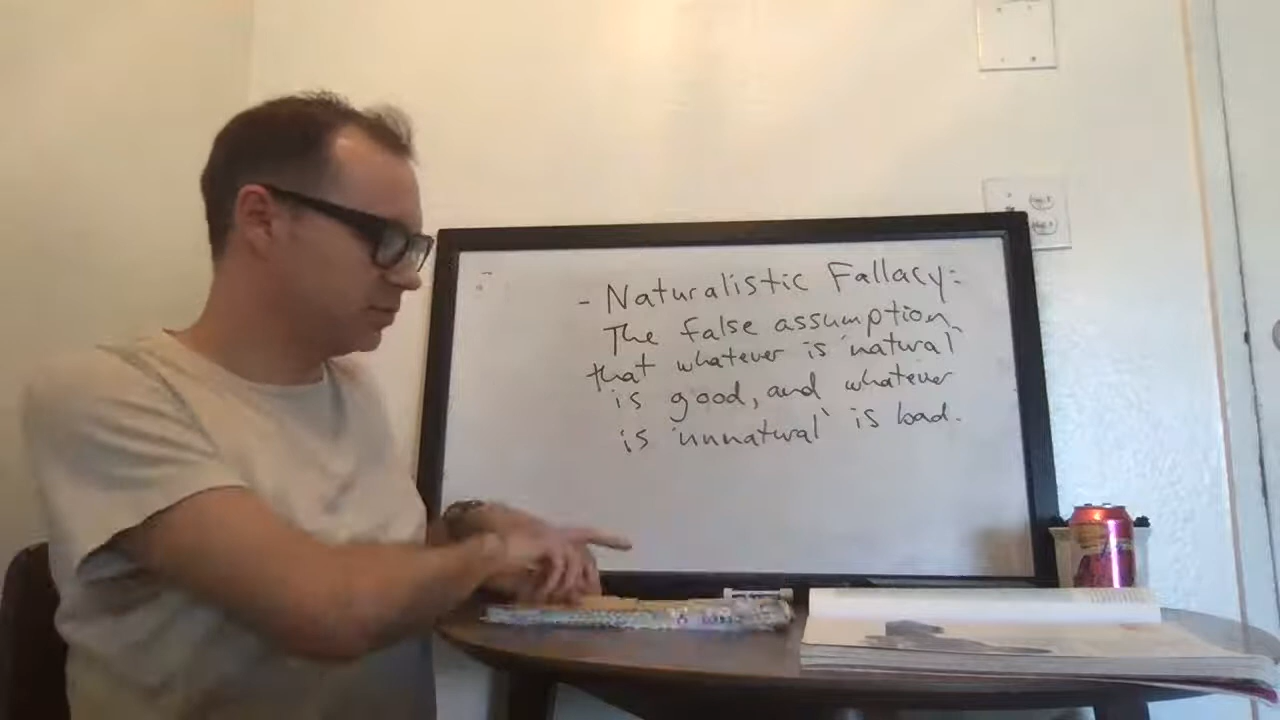 - Naturalistic Fallacy:
The false assumption
that whatever is 'natural'
is good, and whatever
is 'unnatural' is bad.